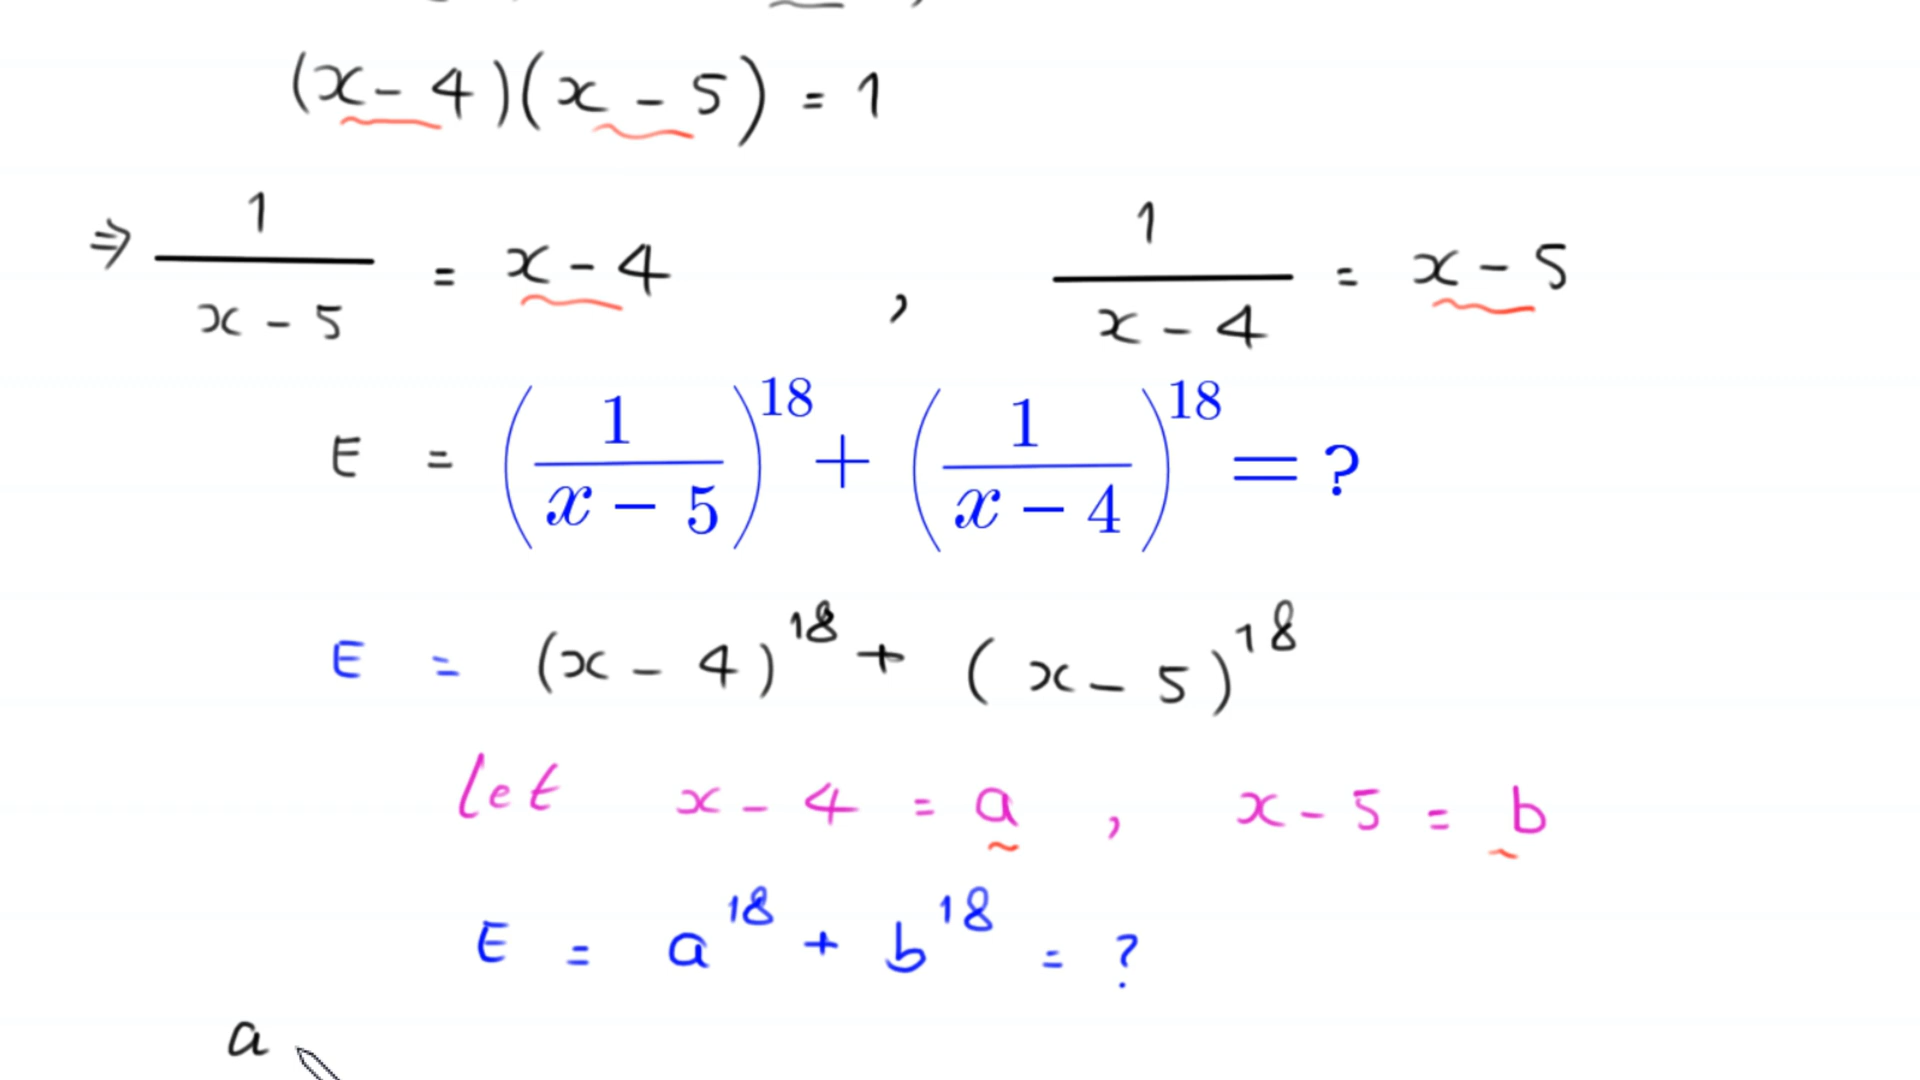 (x - 4)(x - 5) = 1
⇒ 1/(x - 5) = x - 4 , 1/(x - 4) = x - 5
E = (1/(x - 5))^18 + (1/(x - 4))^18 = ?
E = (x - 4)^18 + (x - 5)^18
let x - 4 = a , x - 5 = b
E = a^18 + b^18 = ?
a